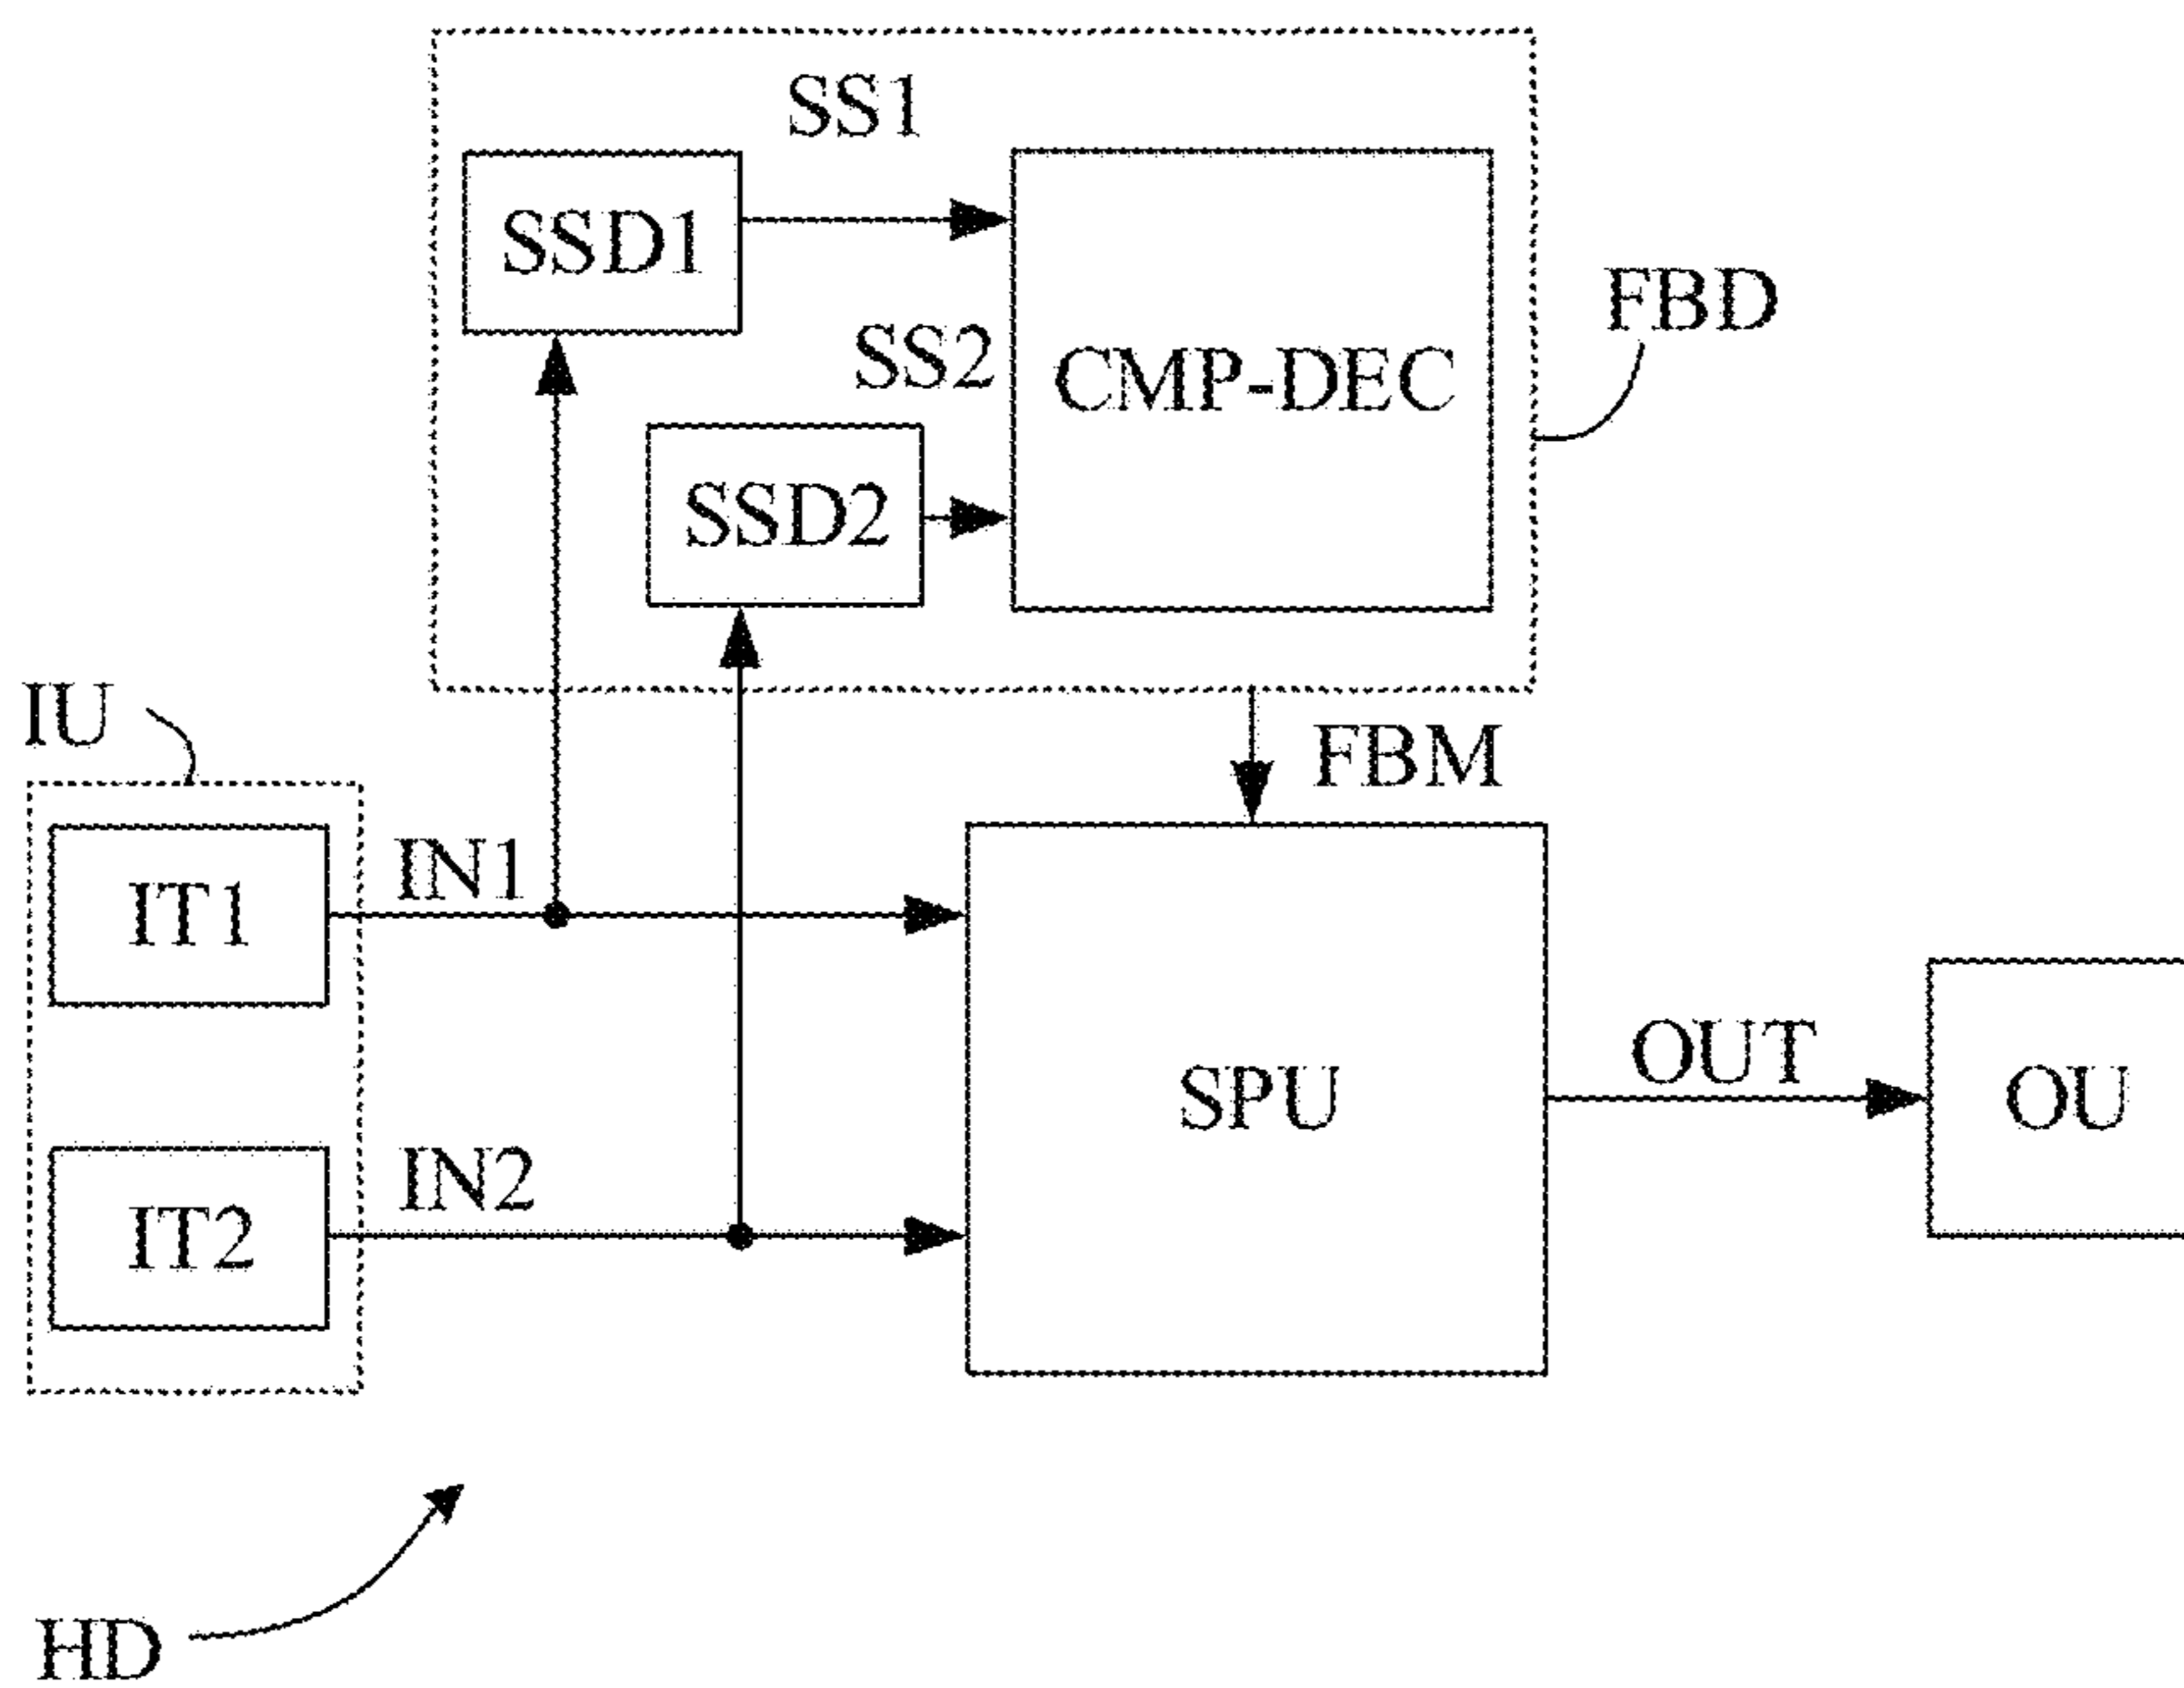 SS1
SSD1
FBD
SS2
CMP-DEC
SSD2
IU
FBM
IN1
IT1
OUT
SPU
OU
IN2
IT2
HD